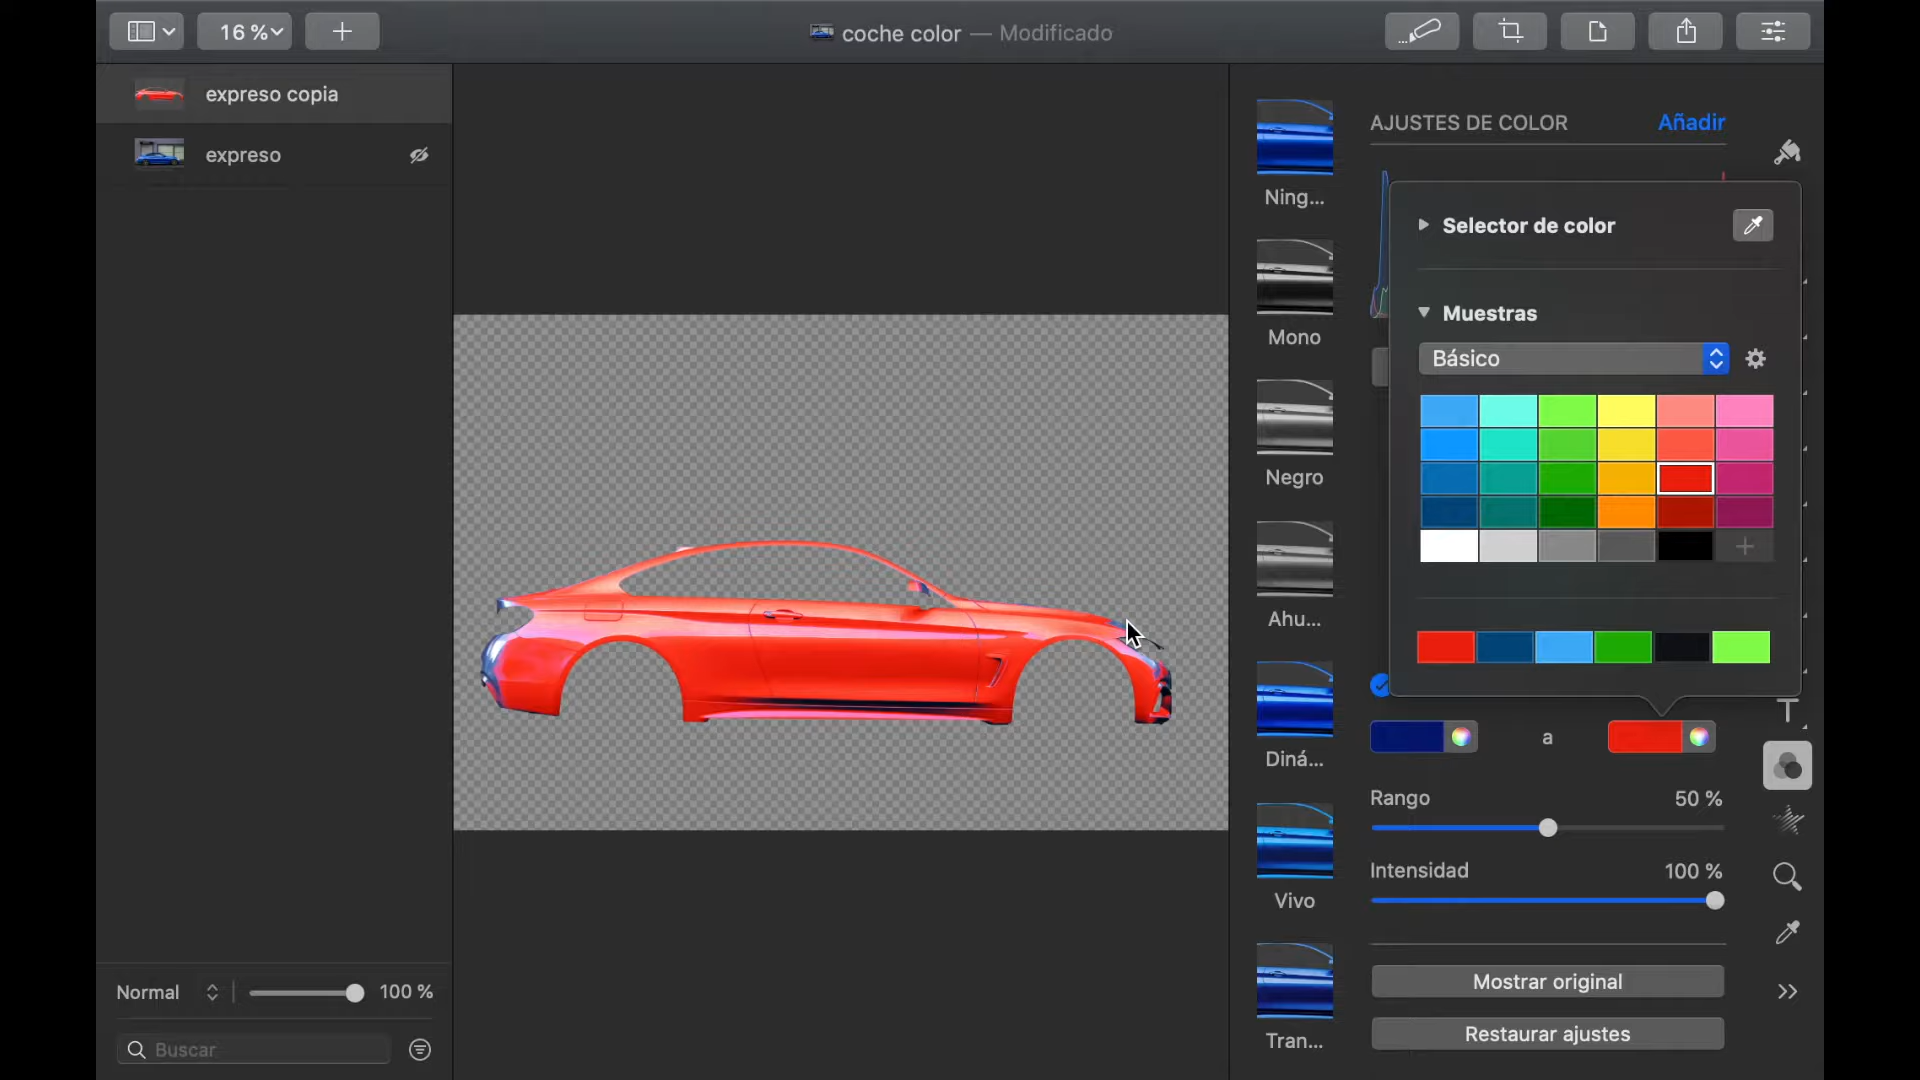 16 %
coche color — Modificado
expreso copia
expreso
Normal
100 %
Buscar
Ning...
Mono
Negro
Ahu...
Diná...
Vivo
Tran...
AJUSTES DE COLOR
Añadir
Selector de color
Muestras
Básico
a
T
Rango
50 %
Intensidad
100 %
Mostrar original
Restaurar ajustes